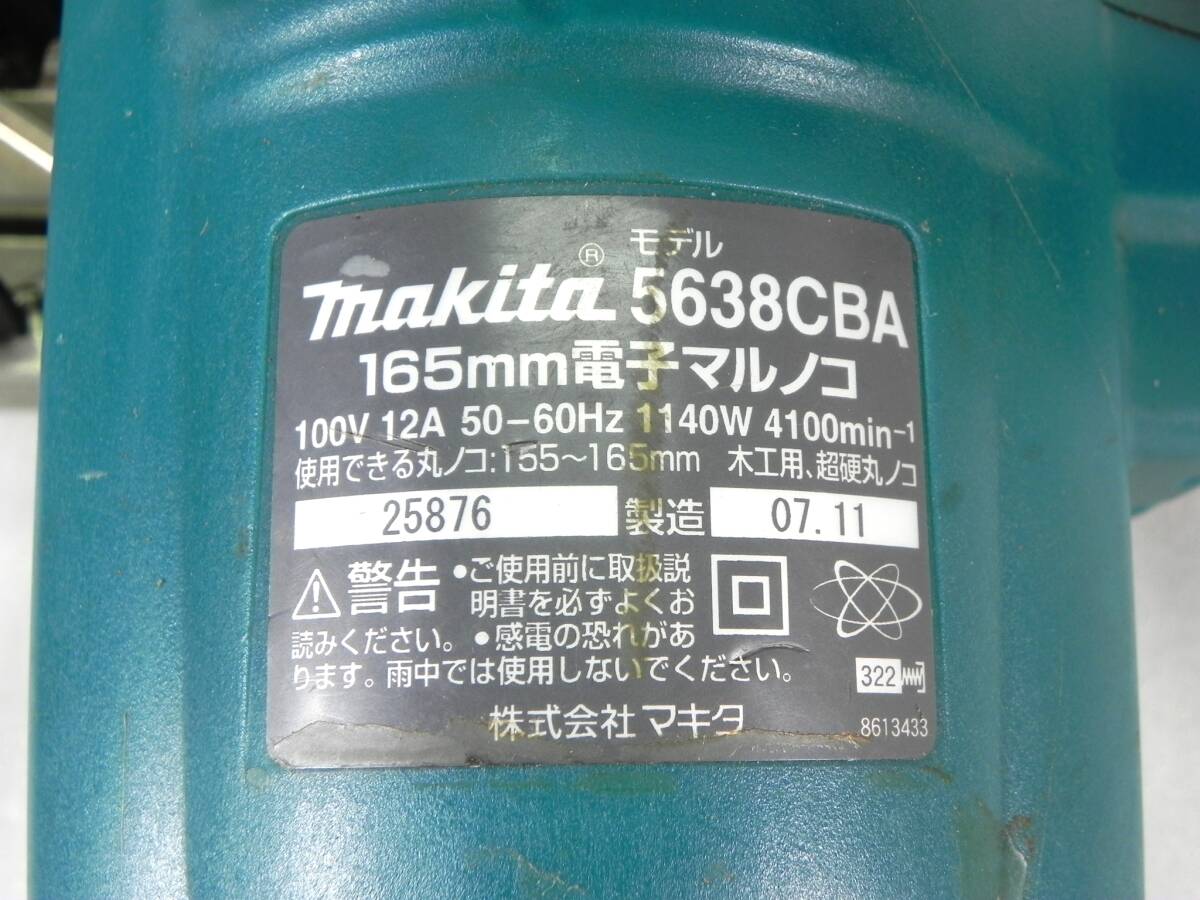 makita® モデル 5638CBA
165mm電子マルノコ
100V 12A 50-60Hz 1140W 4100min-1
使用できる丸ノコ:155～165mm 木工用、超硬丸ノコ
25876 製造 07.11
警告 •ご使用前に取扱説
明書を必ずよくお
読みください。•感電の恐れがあ
ります。雨中では使用しないでください。
322
株式会社 マキタ
8613433